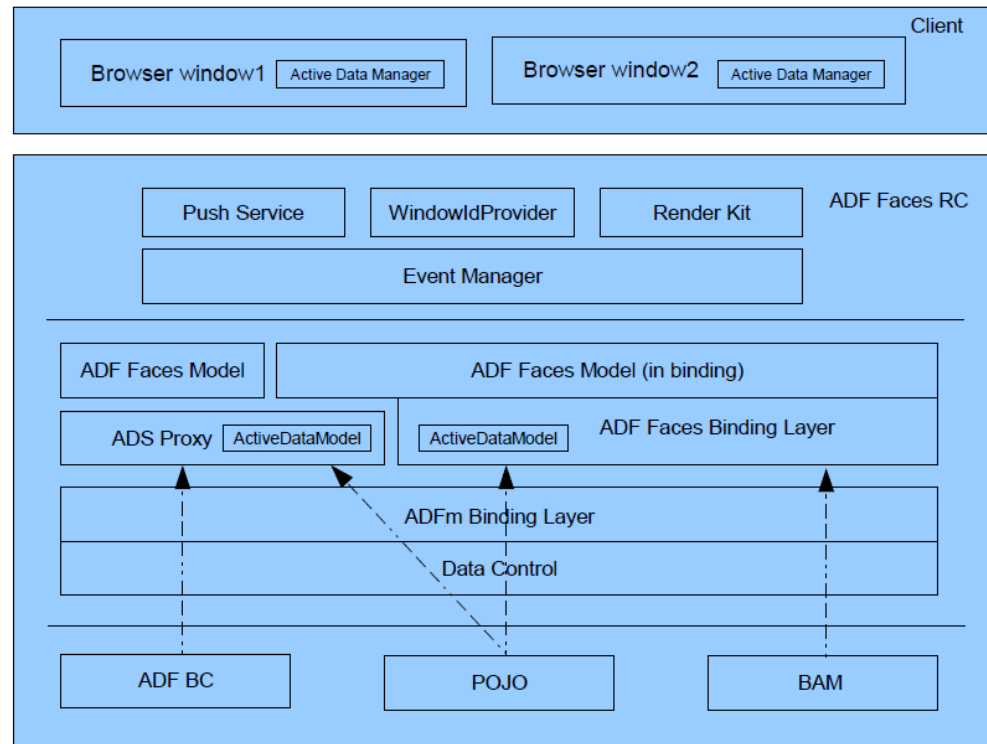 Client
Browser window1
Active Data Manager
Browser window2
Active Data Manager
ADF Faces RC
Push Service
WindowIdProvider
Render Kit
Event Manager
ADF Faces Model
ADF Faces Model (in binding)
ADS Proxy
ActiveDataModel
ActiveDataModel
ADF Faces Binding Layer
ADFm Binding Layer
Data Control
ADF BC
POJO
BAM